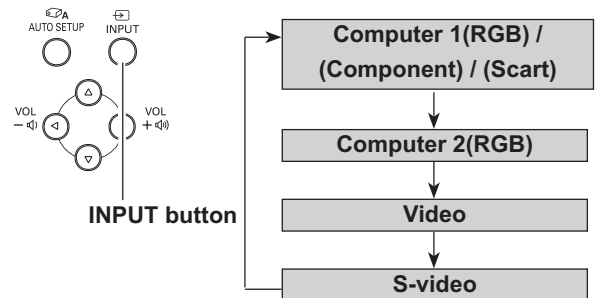 A
AUTO SETUP
INPUT
VOL
−
VOL
+
INPUT button
Computer 1(RGB) /
(Component) / (Scart)
Computer 2(RGB)
Video
S-video